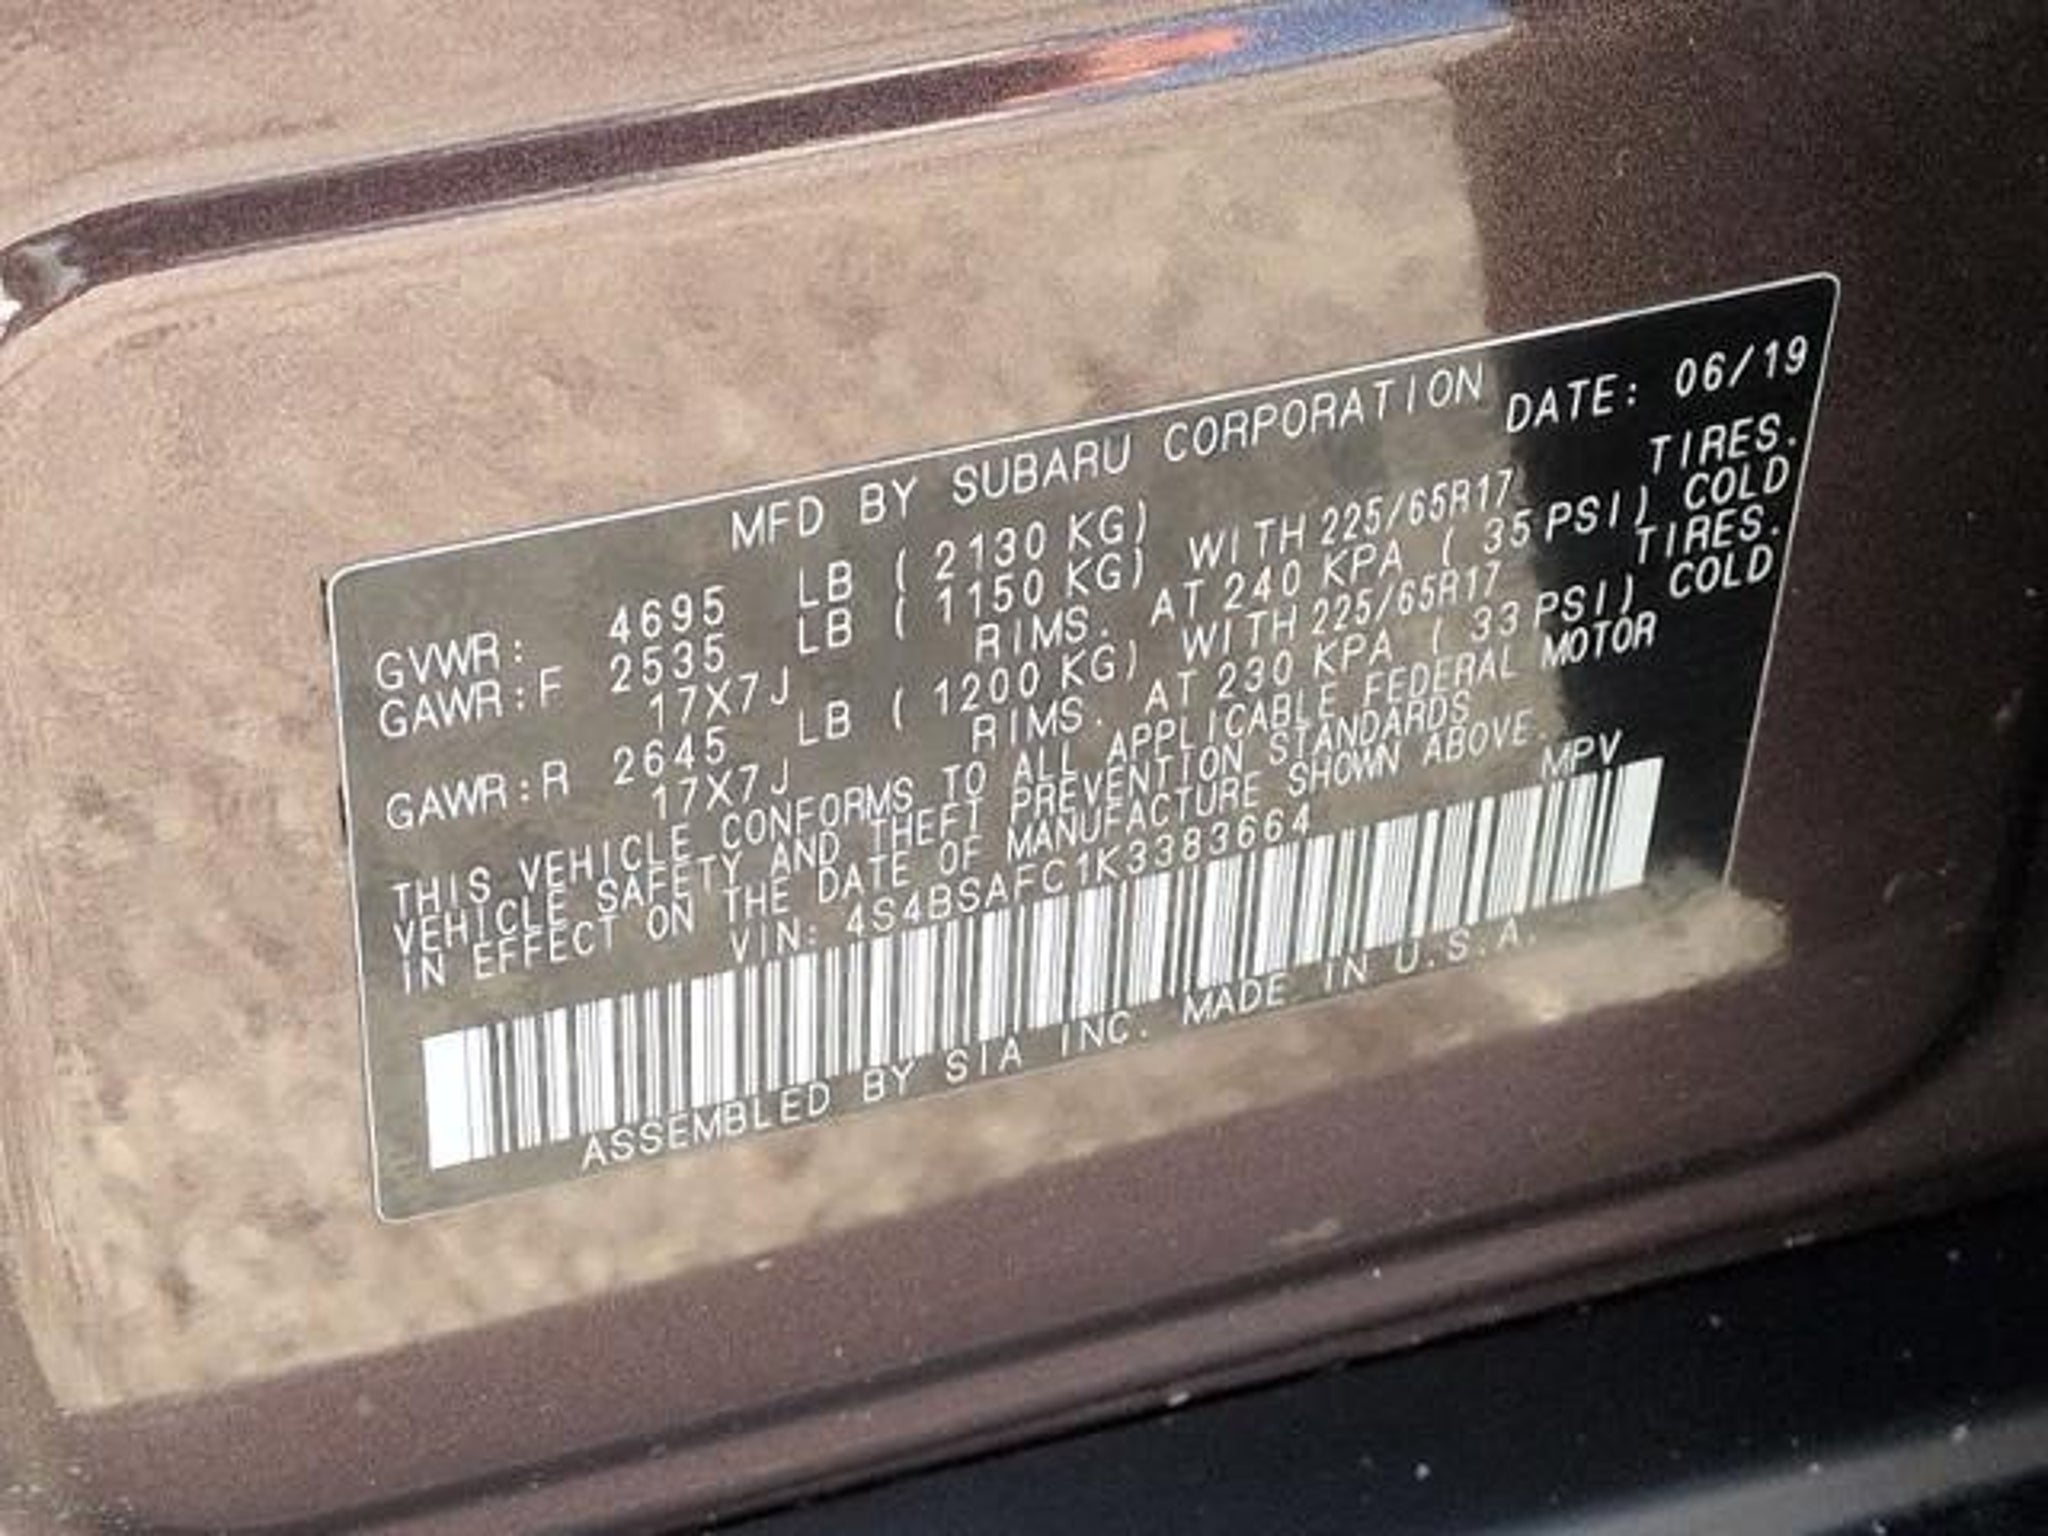 MFD BY SUBARU CORPORATION DATE: 06/19
GVWR: 4695 LB ( 2130 KG)
GAWR:F 2535 LB ( 1150 KG) WITH 225/65R17 TIRES.
17X7J RIMS. AT 240 KPA ( 35 PSI) COLD
GAWR:R 2645 LB ( 1200 KG) WITH 225/65R17 TIRES.
17X7J RIMS. AT 230 KPA ( 33 PSI) COLD
THIS VEHICLE CONFORMS TO ALL APPLICABLE FEDERAL MOTOR
VEHICLE SAFETY AND THEFT PREVENTION STANDARDS
IN EFFECT ON THE DATE OF MANUFACTURE SHOWN ABOVE.
VIN: 4S4BSAFC1K3383664 MPV
ASSEMBLED BY SIA INC. MADE IN U.S.A.